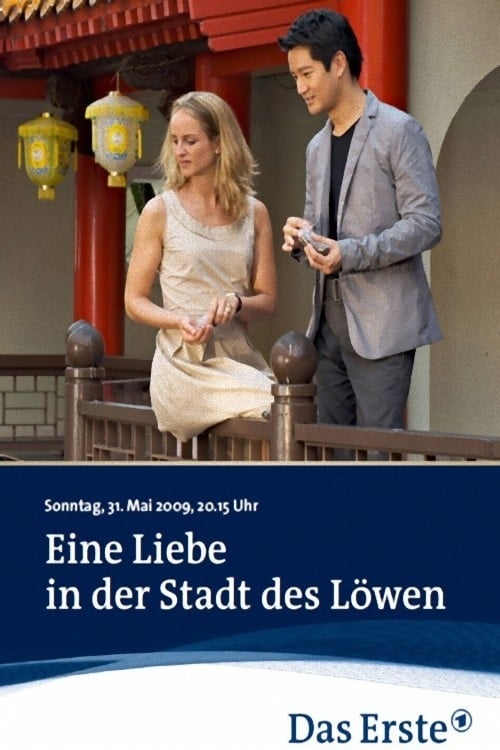 Sonntag, 31. Mai 2009, 20.15 Uhr
Eine Liebe
in der Stadt des Löwen
Das Erste